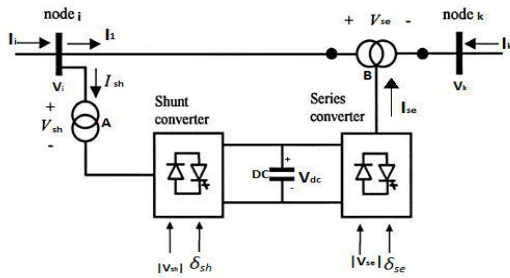 node i
+ Vse -
node k
Ii
I1
B
Vi
Vk
Ish
+
Vsh
-
A
Ise
Shunt
converter
Series
converter
+
DC
Vdc
-
|Vsh| δsh
|Vse| δse